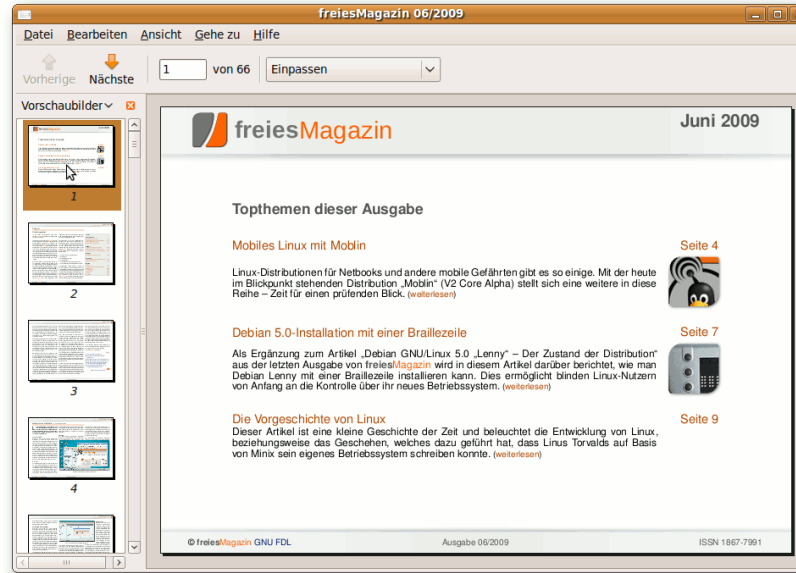 freiesMagazin 06/2009
Datei Bearbeiten Ansicht Gehe zu Hilfe
Vorherige Nächste 1 von 66 Einpassen
Vorschaubilder
1
2
3
4
freiesMagazin
Juni 2009
Topthemen dieser Ausgabe
Mobiles Linux mit Moblin Seite 4
Linux-Distributionen für Netbooks und andere mobile Gefährten gibt es so einige. Mit der heute
im Blickpunkt stehenden Distribution „Moblin“ (V2 Core Alpha) stellt sich eine weitere in diese
Reihe – Zeit für einen prüfenden Blick. (weiterlesen)
Debian 5.0-Installation mit einer Braillezeile Seite 7
Als Ergänzung zum Artikel „Debian GNU/Linux 5.0 „Lenny“ – Der Zustand der Distribution“
aus der letzten Ausgabe von freiesMagazin wird in diesem Artikel darüber berichtet, wie man
Debian Lenny mit einer Braillezeile installieren kann. Dies ermöglicht blinden Linux-Nutzern
von Anfang an die Kontrolle über ihr neues Betriebssystem. (weiterlesen)
Die Vorgeschichte von Linux Seite 9
Dieser Artikel ist eine kleine Geschichte der Zeit und beleuchtet die Entwicklung von Linux,
beziehungsweise das Geschehen, welches dazu geführt hat, dass Linus Torvalds auf Basis
von Minix sein eigenes Betriebssystem schreiben konnte. (weiterlesen)
© freiesMagazin GNU FDL Ausgabe 06/2009 ISSN 1867-7991